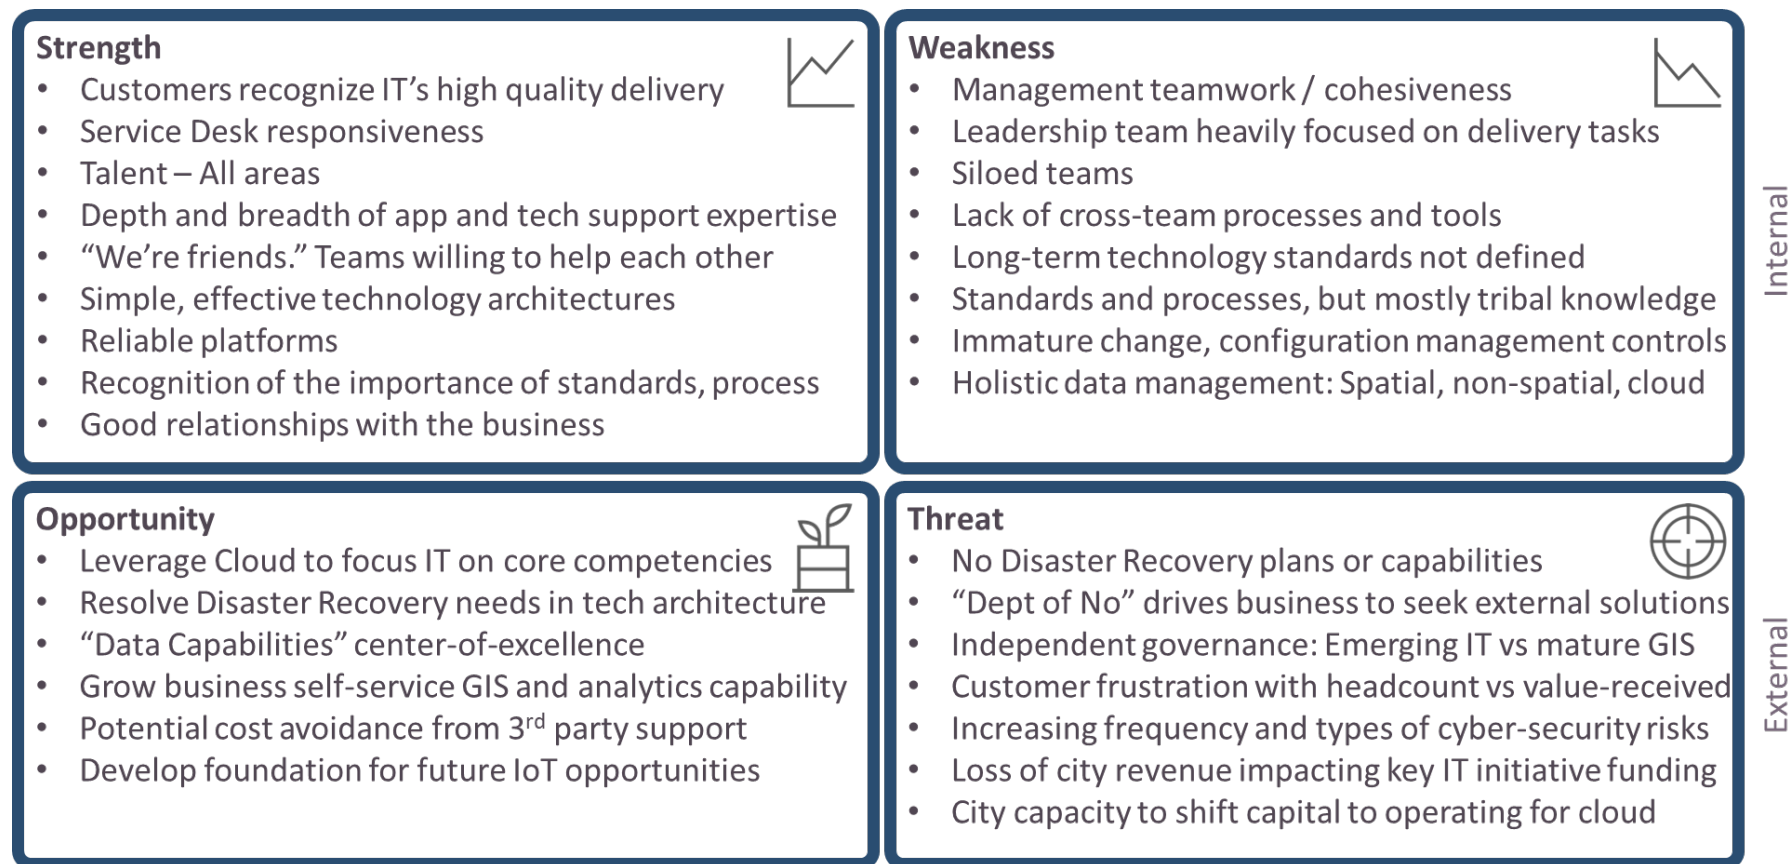 Strength
• Customers recognize IT’s high quality delivery
• Service Desk responsiveness
• Talent – All areas
• Depth and breadth of app and tech support expertise
• “We’re friends.” Teams willing to help each other
• Simple, effective technology architectures
• Reliable platforms
• Recognition of the importance of standards, process
• Good relationships with the business
Weakness
• Management teamwork / cohesiveness
• Leadership team heavily focused on delivery tasks
• Siloed teams
• Lack of cross-team processes and tools
• Long-term technology standards not defined
• Standards and processes, but mostly tribal knowledge
• Immature change, configuration management controls
• Holistic data management: Spatial, non-spatial, cloud
Internal
Opportunity
• Leverage Cloud to focus IT on core competencies
• Resolve Disaster Recovery needs in tech architecture
• “Data Capabilities” center-of-excellence
• Grow business self-service GIS and analytics capability
• Potential cost avoidance from 3rd party support
• Develop foundation for future IoT opportunities
Threat
• No Disaster Recovery plans or capabilities
• “Dept of No” drives business to seek external solutions
• Independent governance: Emerging IT vs mature GIS
• Customer frustration with headcount vs value-received
• Increasing frequency and types of cyber-security risks
• Loss of city revenue impacting key IT initiative funding
• City capacity to shift capital to operating for cloud
External